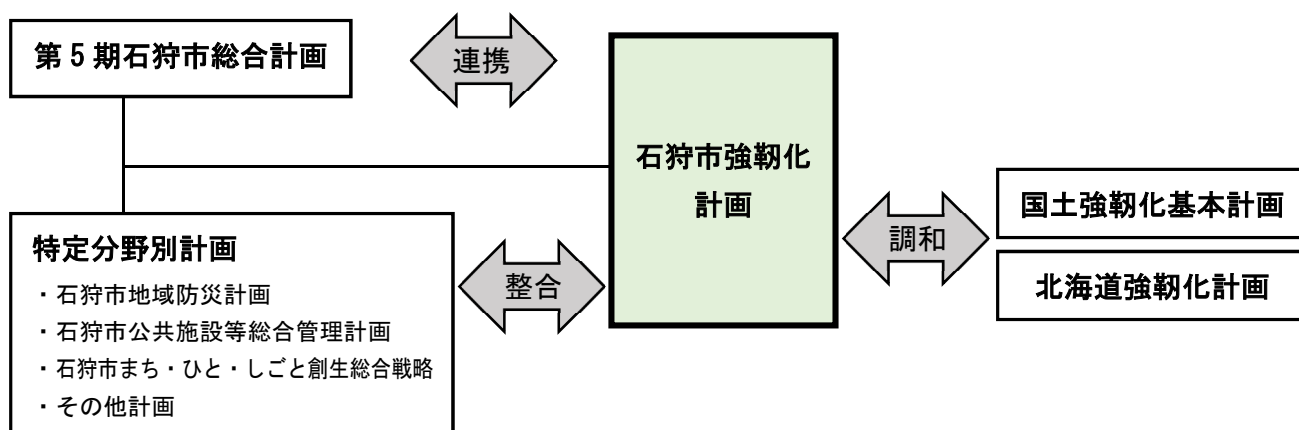 第5期石狩市総合計画
連携
石狩市強靭化
計画
特定分野別計画
・石狩市地域防災計画
・石狩市公共施設等総合管理計画
・石狩市まち・ひと・しごと創生総合戦略
・その他計画
整合
調和
国土強靭化基本計画
北海道強靭化計画